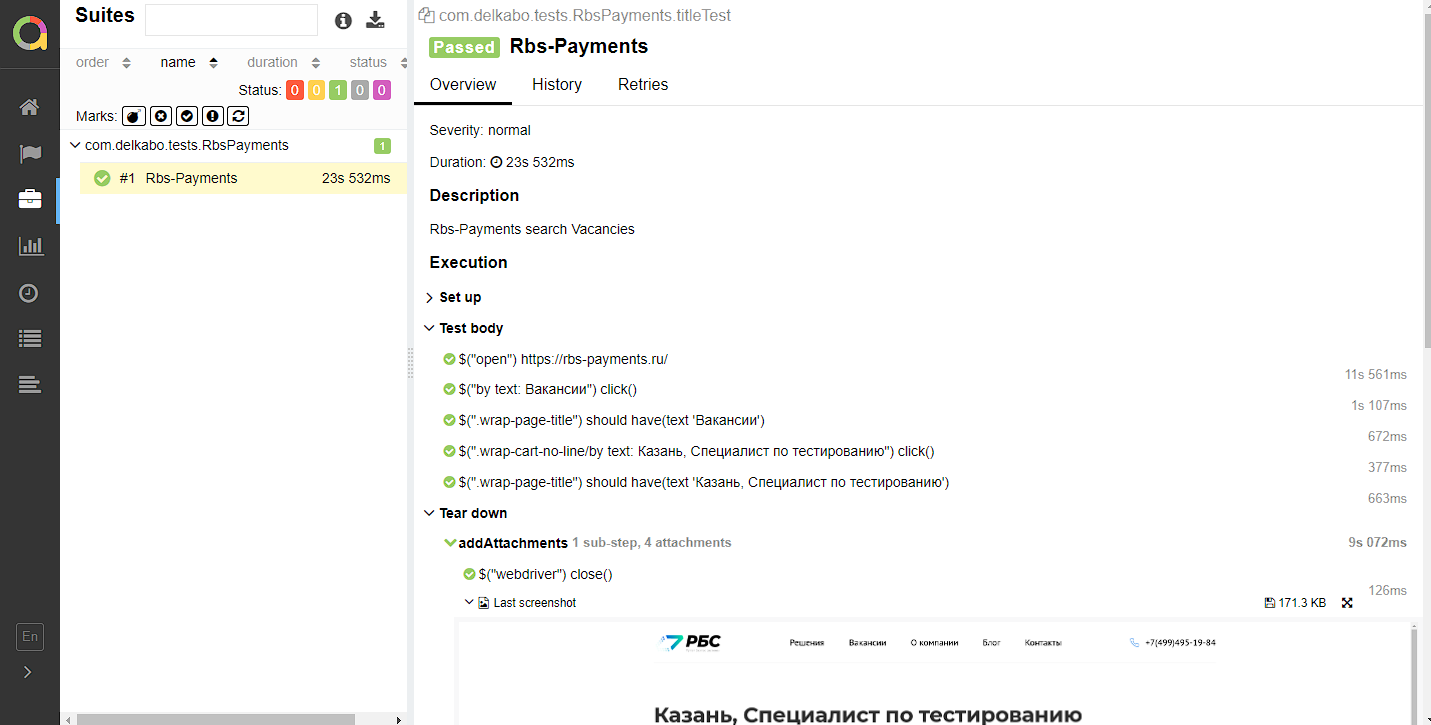 Suites
order name duration status
Status: 0 0 1 0 0
Marks:
com.delkabo.tests.RbsPayments 1
#1 Rbs-Payments 23s 532ms
En
com.delkabo.tests.RbsPayments.titleTest
Passed Rbs-Payments
Overview History Retries
Severity: normal
Duration: 23s 532ms
Description
Rbs-Payments search Vacancies
Execution
Set up
Test body
$("open") https://rbs-payments.ru/
11s 561ms
$("by text: Вакансии") click()
1s 107ms
$(".wrap-page-title") should have(text 'Вакансии')
672ms
$(".wrap-cart-no-line/by text: Казань, Специалист по тестированию") click()
377ms
$(".wrap-page-title") should have(text 'Казань, Специалист по тестированию')
663ms
Tear down
addAttachments 1 sub-step, 4 attachments 9s 072ms
$("webdriver") close()
126ms
Last screenshot 171.3 KB
РБС Решения Вакансии О компании Блог Контакты +7(499)495-19-84
Казань, Специалист по тестированию